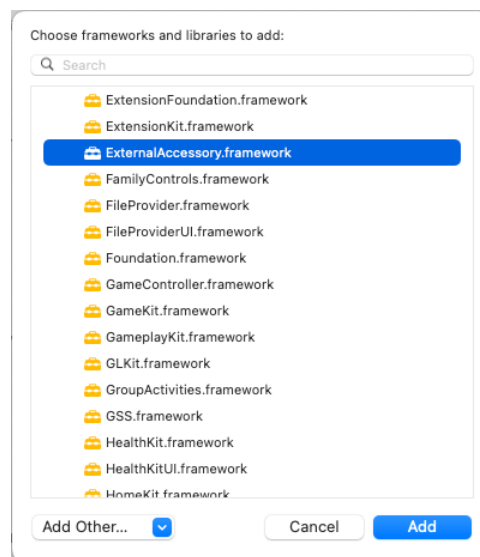 Choose frameworks and libraries to add:
Search
ExtensionFoundation.framework
ExtensionKit.framework
ExternalAccessory.framework
FamilyControls.framework
FileProvider.framework
FileProviderUI.framework
Foundation.framework
GameController.framework
GameKit.framework
GameplayKit.framework
GLKit.framework
GroupActivities.framework
GSS.framework
HealthKit.framework
HealthKitUI.framework
HomeKit.framework
Add Other... Cancel Add